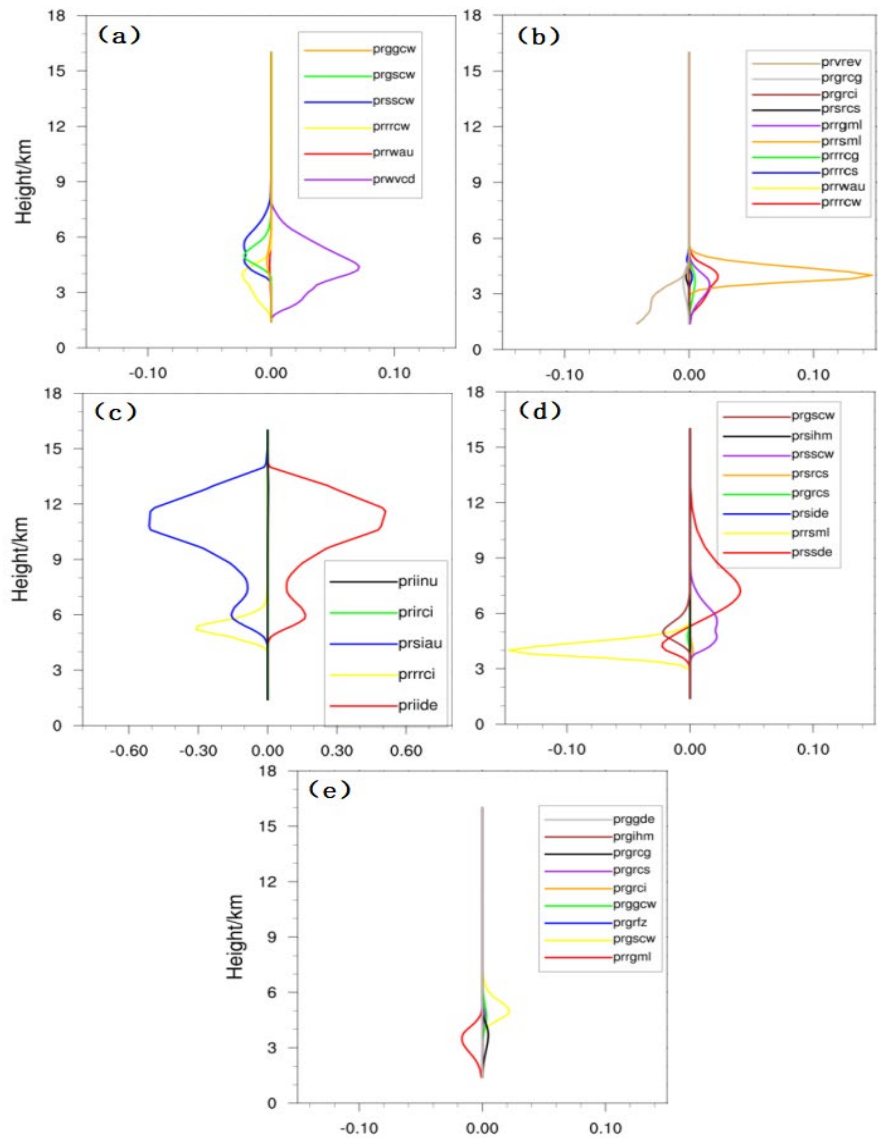 (a)
18
15
12
9
6
3
0
Height/km
prggcw
prgscw
prsscw
prrrcw
prrwau
prwvcd
-0.10
0.00
0.10
(b)
18
15
12
9
6
3
0
prvrev
prgrcg
prgrci
prsrcs
prrgml
prrsml
prrrcg
prrrcs
prrwau
prrrcw
-0.10
0.00
0.10
(c)
18
15
12
9
6
3
0
Height/km
priinu
prirci
prsiau
prrrci
priide
-0.60
-0.30
0.00
0.30
0.60
(d)
18
15
12
9
6
3
0
prgscw
prsihm
prsscw
prsrcs
prgrcs
prside
prrsml
prssde
-0.10
0.00
0.10
(e)
18
15
12
9
6
3
0
Height/km
prggde
prgihm
prgrcg
prgrcs
prgrci
prggcw
prgrfz
prgscw
prrgml
-0.10
0.00
0.10